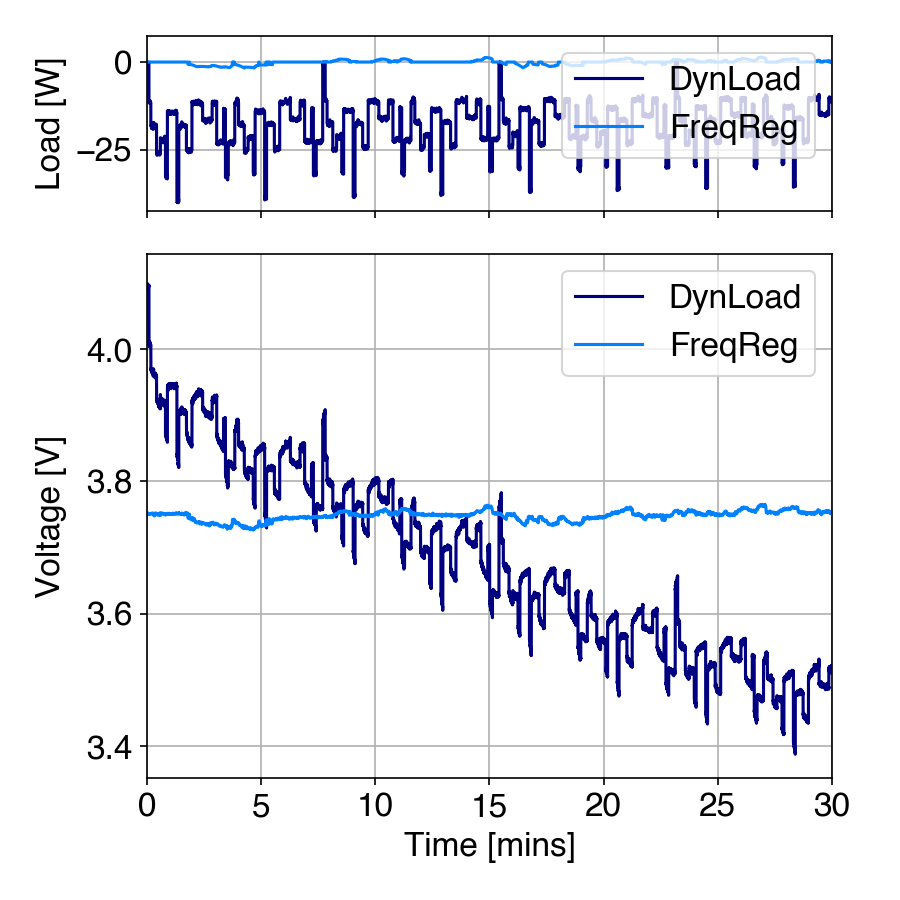 Load [W]
0
−25
DynLoad
FreqReg
Voltage [V]
4.0
3.8
3.6
3.4
DynLoad
FreqReg
0 5 10 15 20 25 30
Time [mins]